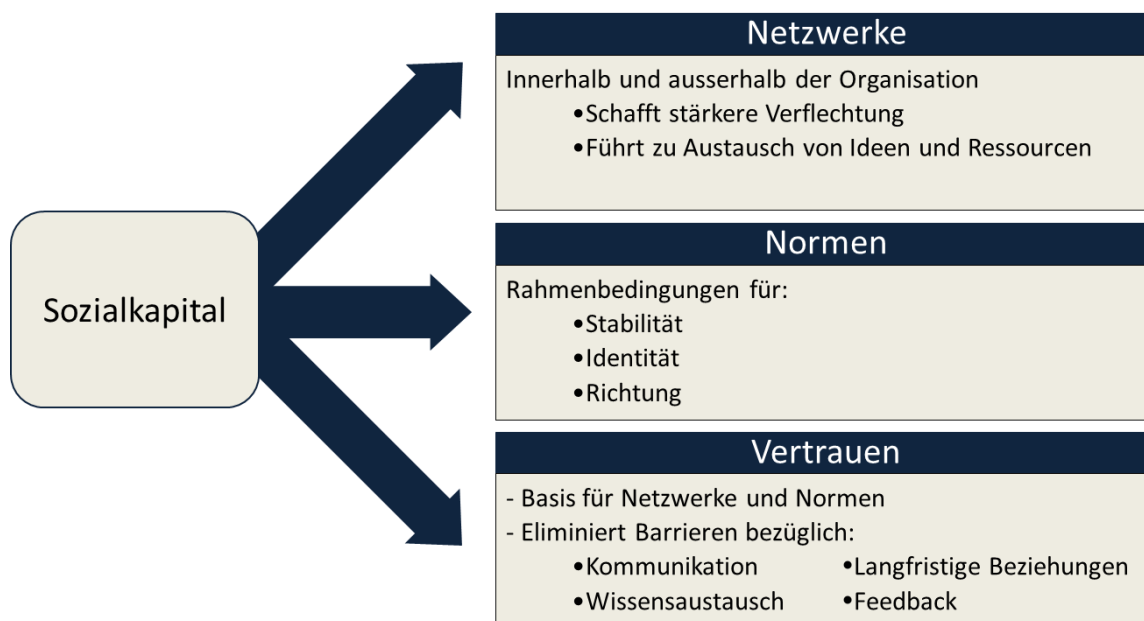 Sozialkapital
Netzwerke
Innerhalb und ausserhalb der Organisation
•Schafft stärkere Verflechtung
•Führt zu Austausch von Ideen und Ressourcen
Normen
Rahmenbedingungen für:
•Stabilität
•Identität
•Richtung
Vertrauen
- Basis für Netzwerke und Normen
- Eliminiert Barrieren bezüglich:
•Kommunikation •Langfristige Beziehungen
•Wissensaustausch •Feedback